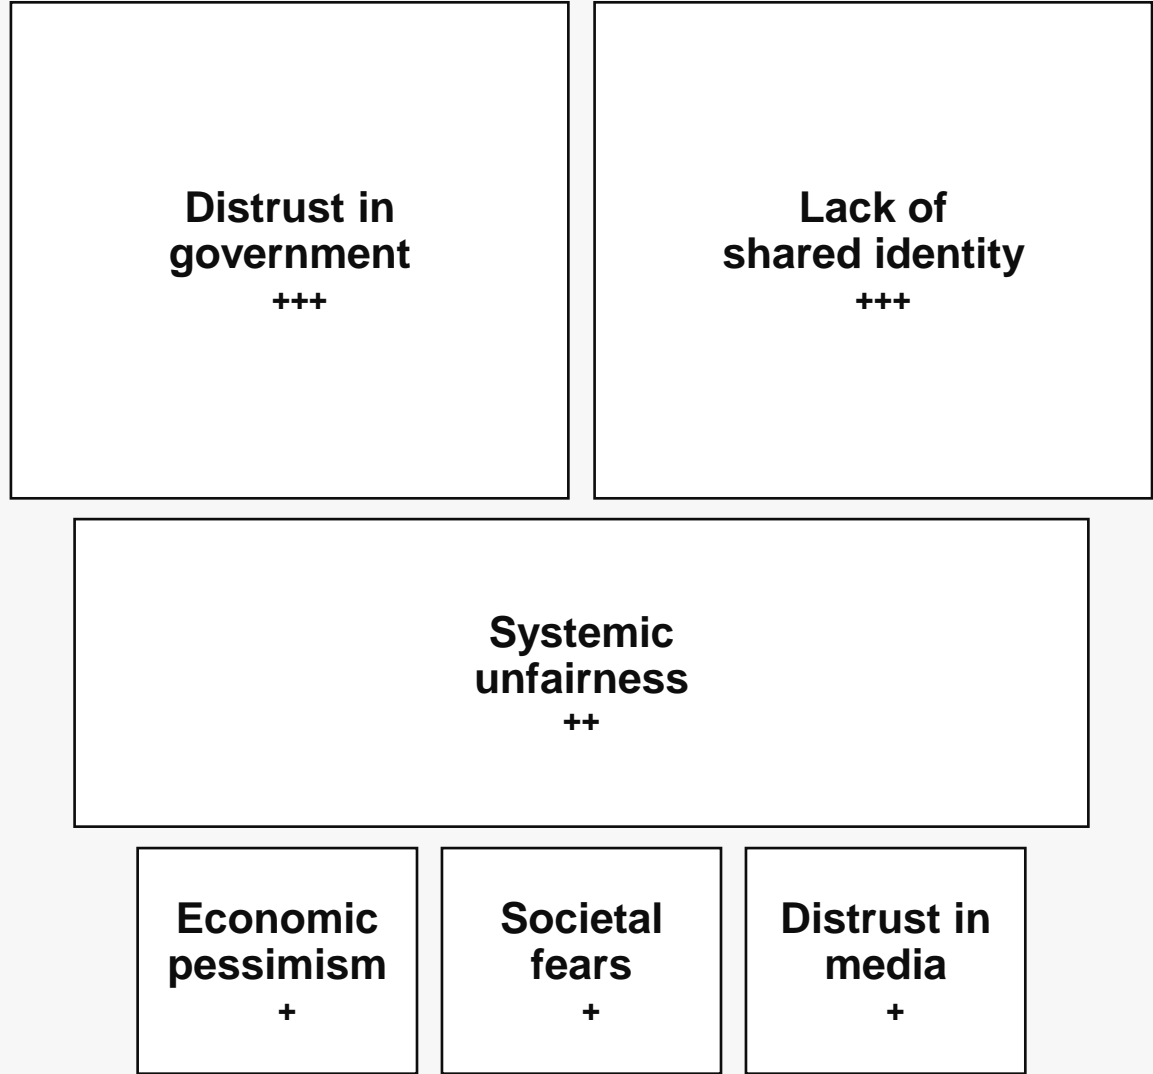 Distrust in
government
+++
Lack of
shared identity
+++
Systemic
unfairness
++
Economic
pessimism
+
Societal
fears
+
Distrust in
media
+